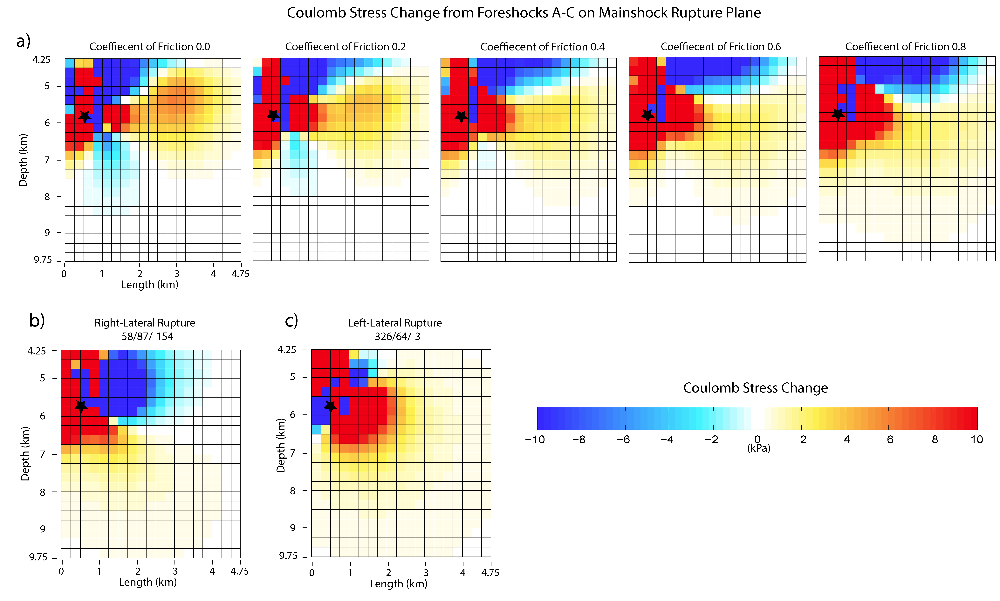 Coulomb Stress Change from Foreshocks A-C on Mainshock Rupture Plane
a)
Coeffiecent of Friction 0.0
Coeffiecent of Friction 0.2
Coeffiecent of Friction 0.4
Coeffiecent of Friction 0.6
Coeffiecent of Friction 0.8
4.25
5
6
7
8
9
9.75
Depth (km)
0 1 2 3 4 4.75
Length (km)
b)
Right-Lateral Rupture
58/87/-154
4.25
5
6
7
8
9
9.75
Depth (km)
0 1 2 3 4 4.75
Length (km)
c)
Left-Lateral Rupture
326/64/-3
4.25
5
6
7
8
9
9.75
Depth (km)
0 1 2 3 4 4.75
Length (km)
Coulomb Stress Change
−10 −8 −6 −4 −2 0 2 4 6 8 10
(kPa)